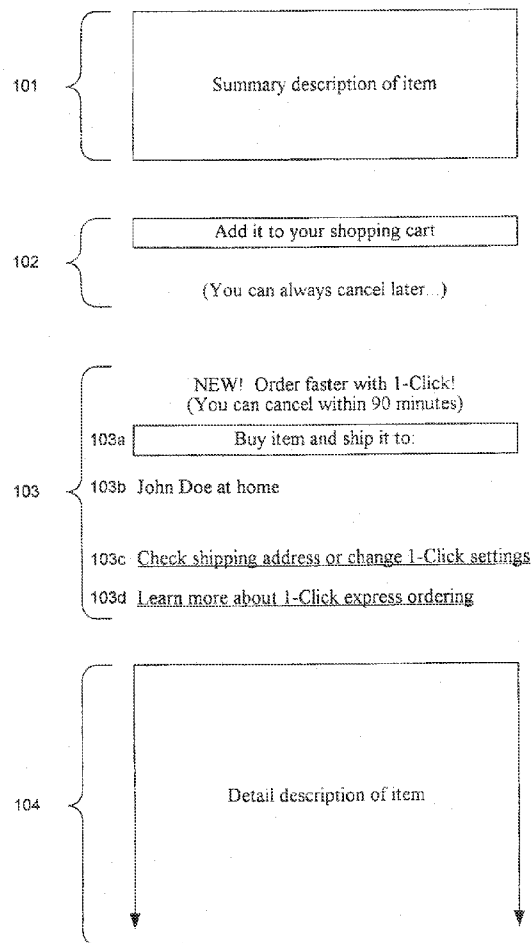 101
Summary description of item
Add it to your shopping cart
102
(You can always cancel later...)
NEW! Order faster with 1-Click!
(You can cancel within 90 minutes)
103a Buy item and ship it to:
103
103b John Doe at home
103c Check shipping address or change 1-Click settings
103d Learn more about 1-Click express ordering
104
Detail description of item